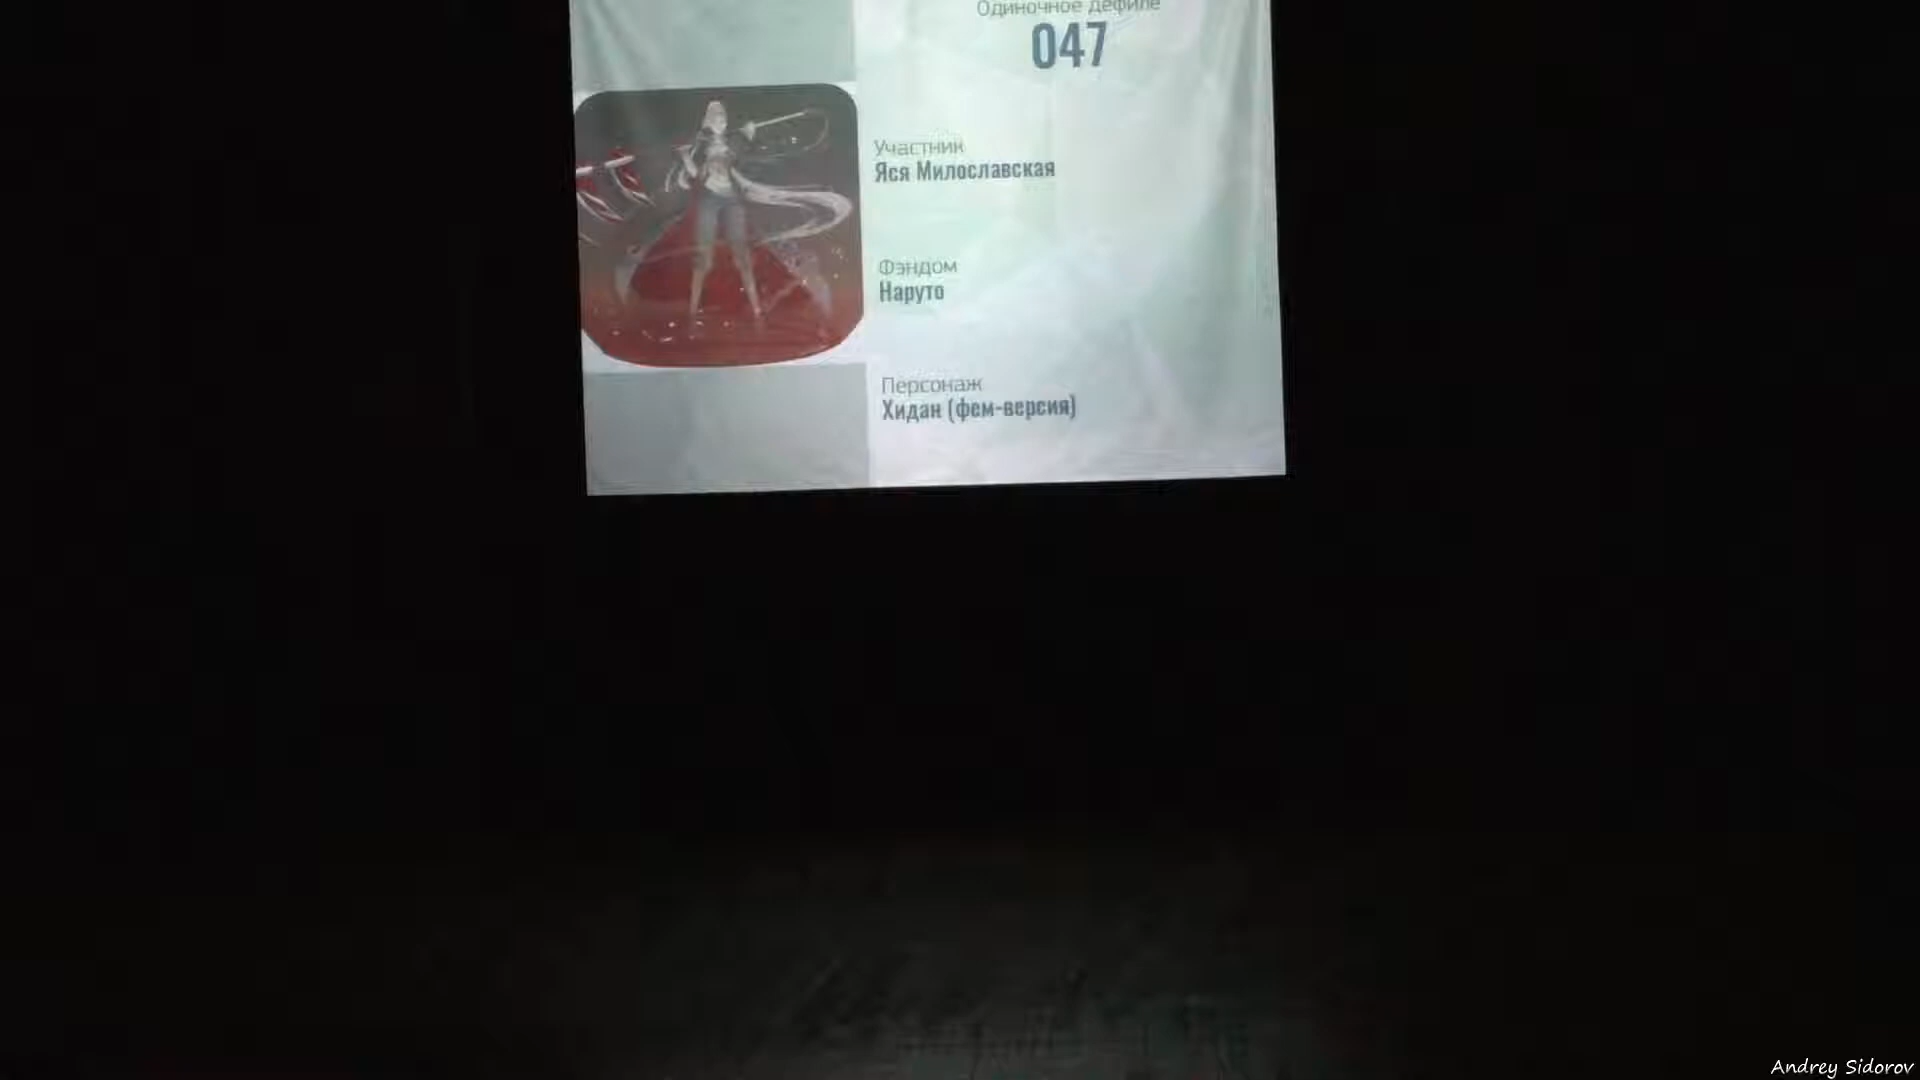 Одиночное дефиле
047
Участник
Яся Милославская
Фэндом
Наруто
Персонаж
Хидан (фем-версия)
Andrey Sidorov